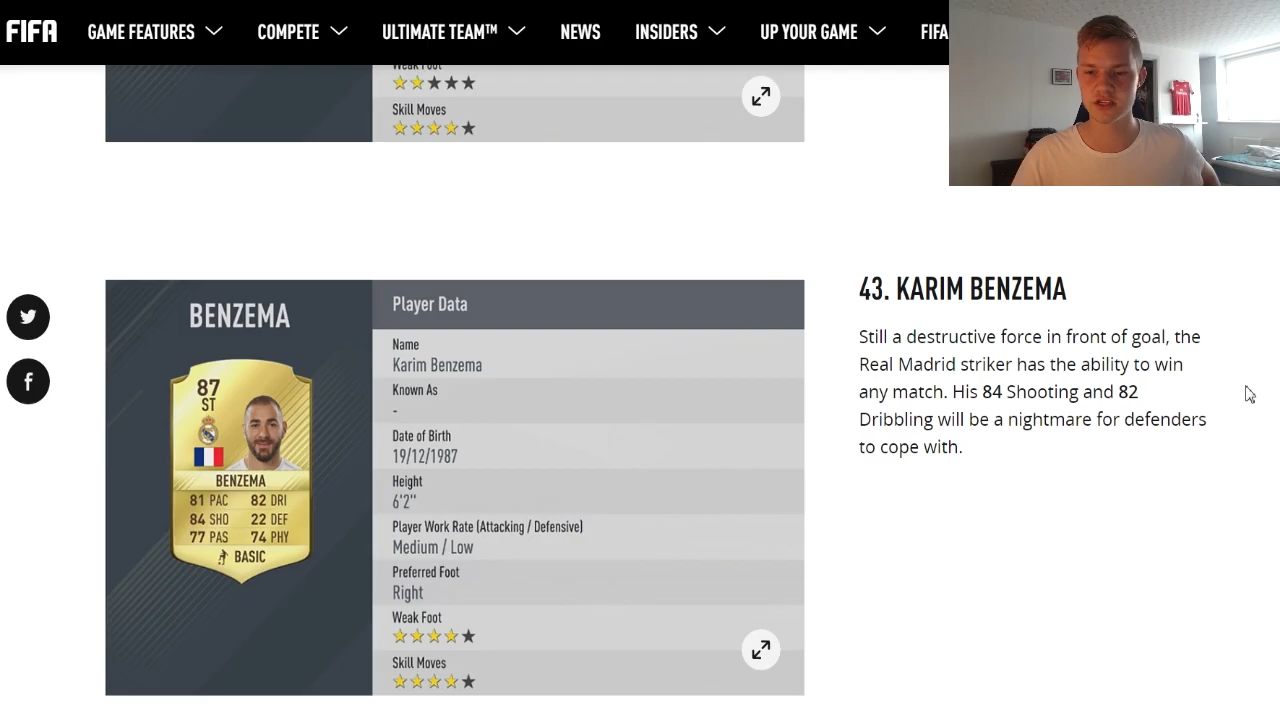 FIFA GAME FEATURES COMPETE ULTIMATE TEAM™ NEWS INSIDERS UP YOUR GAME FIFA
Weak Foot
Skill Moves
BENZEMA
87
ST
BENZEMA
81 PAC 82 DRI
84 SHO 22 DEF
77 PAS 74 PHY
BASIC
Player Data
Name
Karim Benzema
Known As
-
Date of Birth
19/12/1987
Height
6'2"
Player Work Rate (Attacking / Defensive)
Medium / Low
Preferred Foot
Right
Weak Foot
Skill Moves
43. KARIM BENZEMA
Still a destructive force in front of goal, the
Real Madrid striker has the ability to win
any match. His 84 Shooting and 82
Dribbling will be a nightmare for defenders
to cope with.